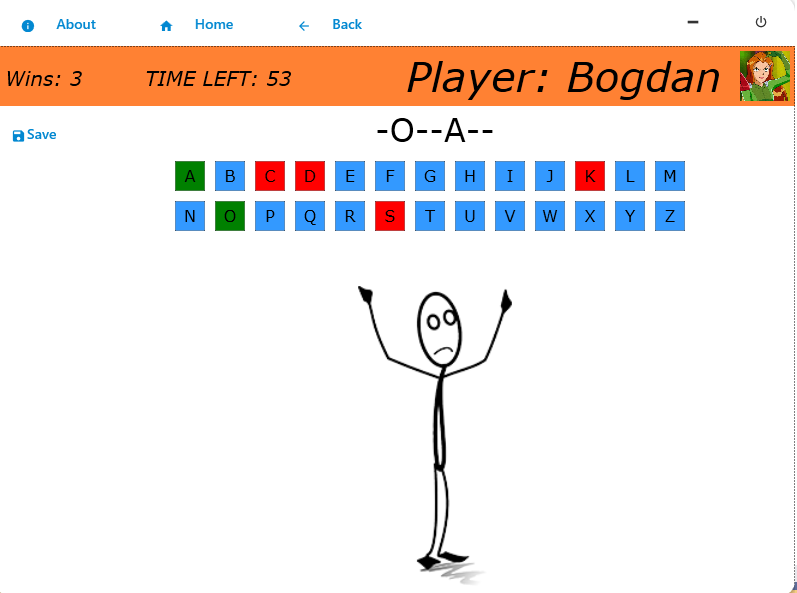 About Home Back
Wins: 3 TIME LEFT: 53 Player: Bogdan
Save
-O--A--
A B C D E F G H I J K L M
N O P Q R S T U V W X Y Z